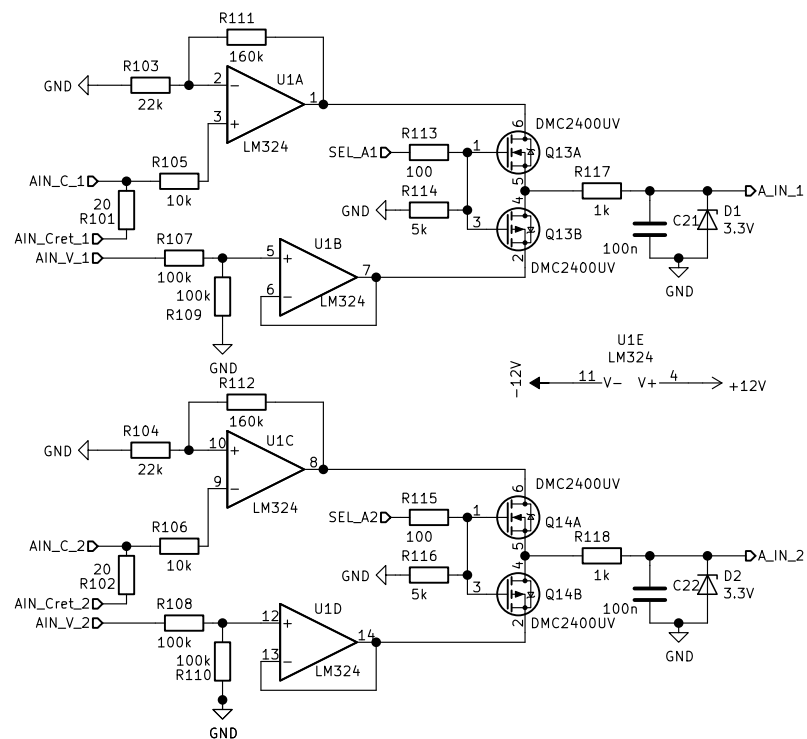 R111
160k
R103
GND
22k
2
3
U1A
1
LM324
DMC2400UV
6
Q13A
5
SEL_A1
R113
100
1
GND
R114
5k
3
4
Q13B
2
DMC2400UV
R117
1k
A_IN_1
C21
100n
D1
3.3V
GND
AIN_C_1
R105
10k
20
R101
AIN_Cret_1
AIN_V_1
R107
100k
100k
R109
GND
5
6
U1B
7
LM324
U1E
LM324
-12V
11
V-
V+
4
+12V
R112
160k
R104
GND
22k
10
9
U1C
8
LM324
DMC2400UV
6
Q14A
5
SEL_A2
R115
100
1
GND
R116
5k
3
4
Q14B
2
DMC2400UV
R118
1k
A_IN_2
C22
100n
D2
3.3V
GND
AIN_C_2
R106
10k
20
R102
AIN_Cret_2
AIN_V_2
R108
100k
100k
R110
GND
12
13
U1D
14
LM324